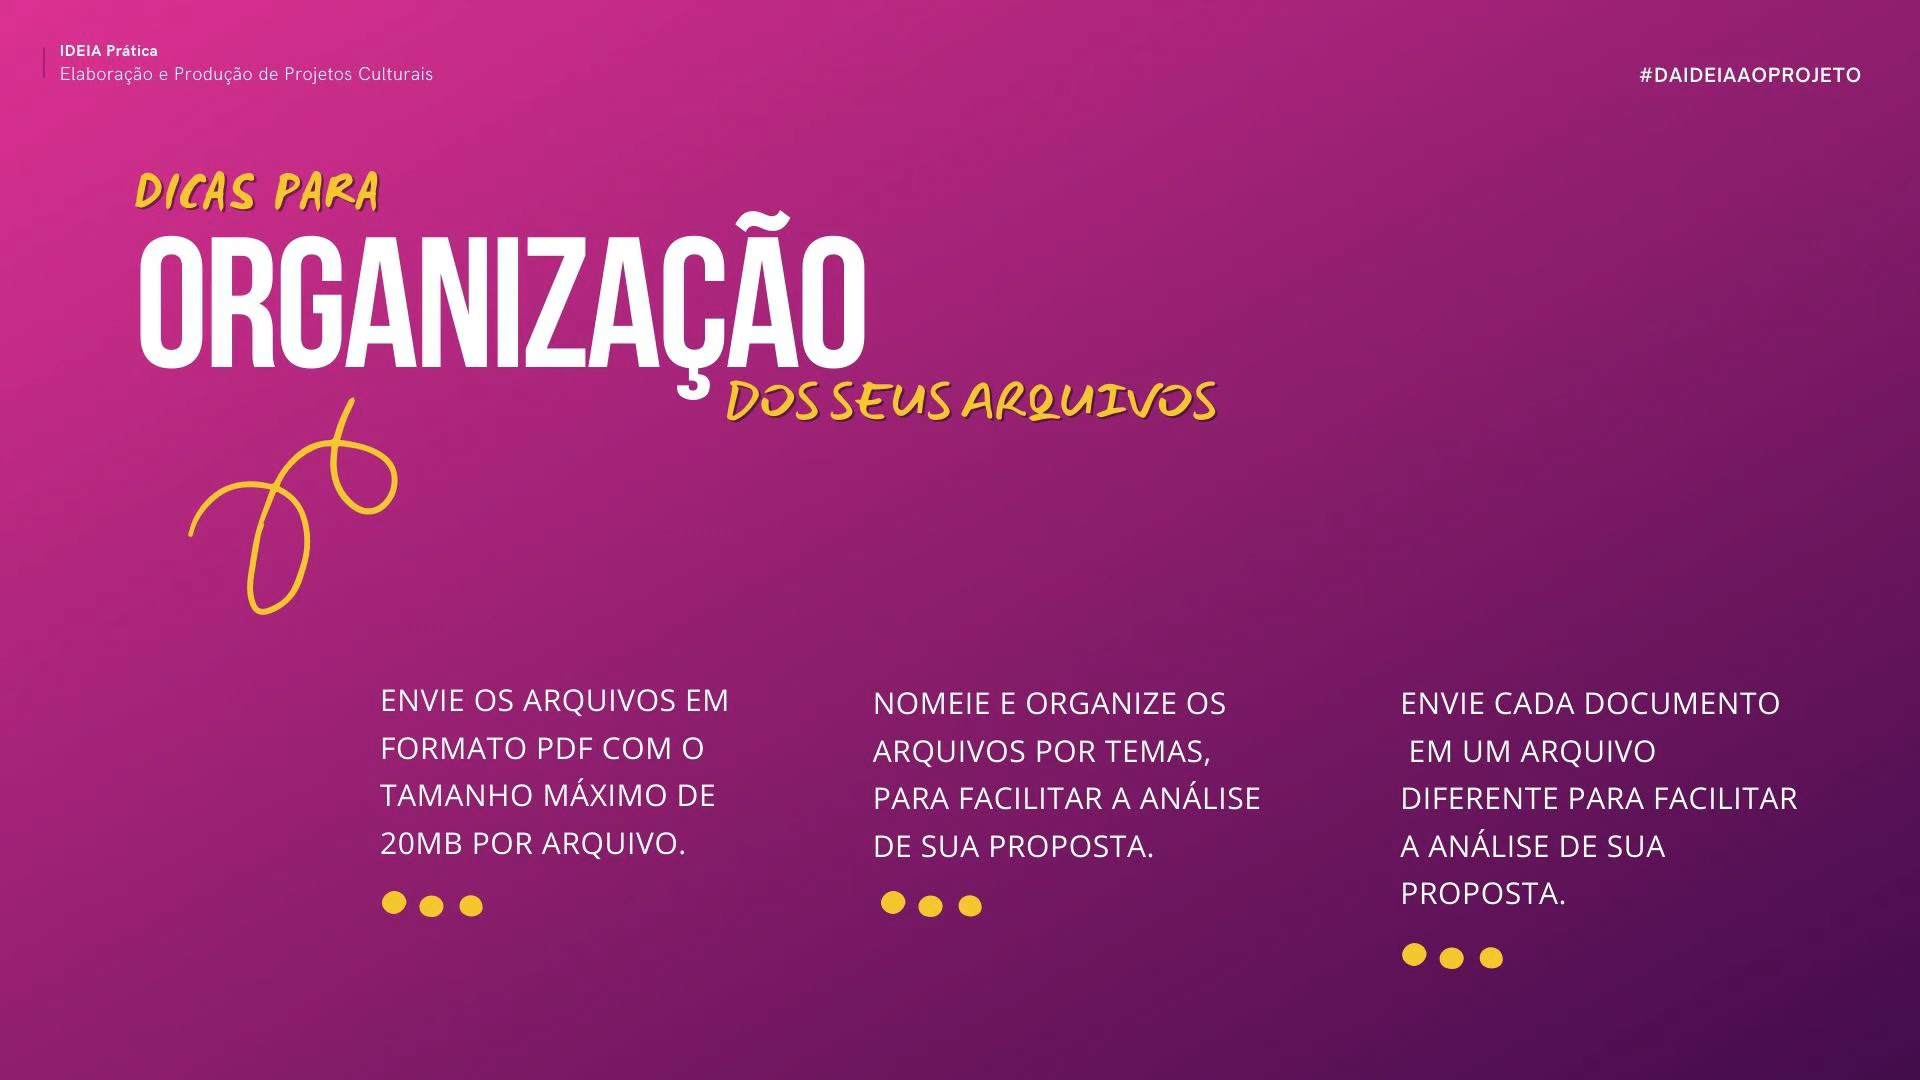 IDEIA Prática
Elaboração e Produção de Projetos Culturais
#DAIDEIAAOPROJETO
DICAS PARA
ORGANIZAÇÃO
DOS SEUS ARQUIVOS
ENVIE OS ARQUIVOS EM
FORMATO PDF COM O
TAMANHO MÁXIMO DE
20MB POR ARQUIVO.
NOMEIE E ORGANIZE OS
ARQUIVOS POR TEMAS,
PARA FACILITAR A ANÁLISE
DE SUA PROPOSTA.
ENVIE CADA DOCUMENTO
EM UM ARQUIVO
DIFERENTE PARA FACILITAR
A ANÁLISE DE SUA
PROPOSTA.